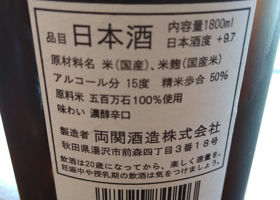 品目 日本酒 内容量1800ml
日本酒度 +9.7
原材料名 米(国産)、米麹(国産米)
アルコール分 15度 精米歩合 50%
原料米 五百万石100%使用
味わい 濃醇辛口
製造者 両関酒造株式会社
秋田県湯沢市前森四丁目3番18号
飲酒は20歳になってから。楽しく適量を。
妊娠中や授乳期の飲酒は気をつけましょう。